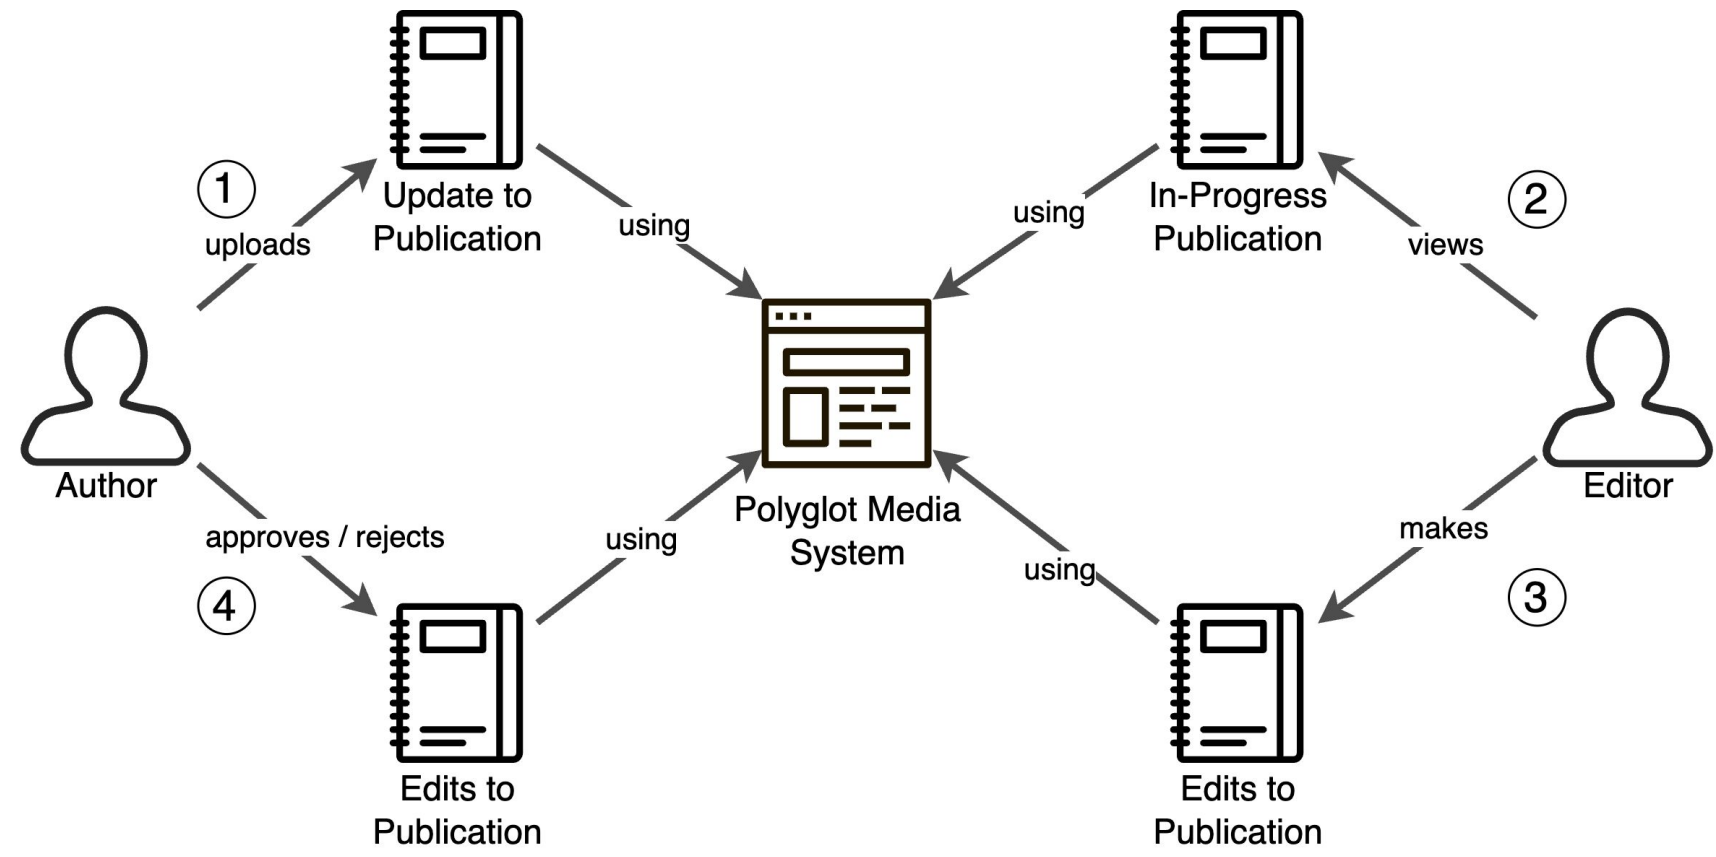 1
uploads
Update to
Publication
using
In-Progress
Publication
using
2
views
Author
Polyglot Media
System
Editor
approves / rejects
4
using
Edits to
Publication
makes
3
using
Edits to
Publication